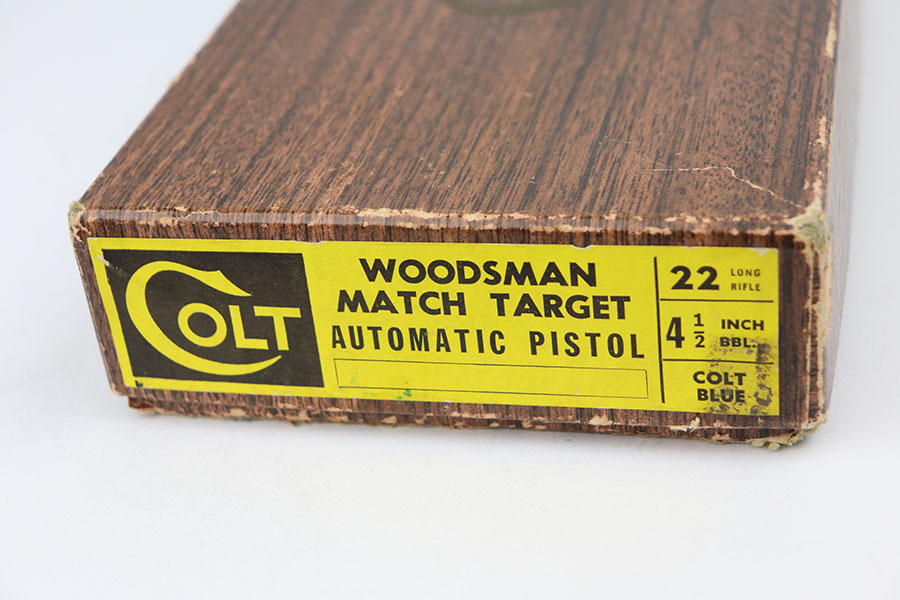 COLT
WOODSMAN
MATCH TARGET
AUTOMATIC PISTOL
22 LONG RIFLE
4 1/2 INCH BBL.
COLT
BLUE